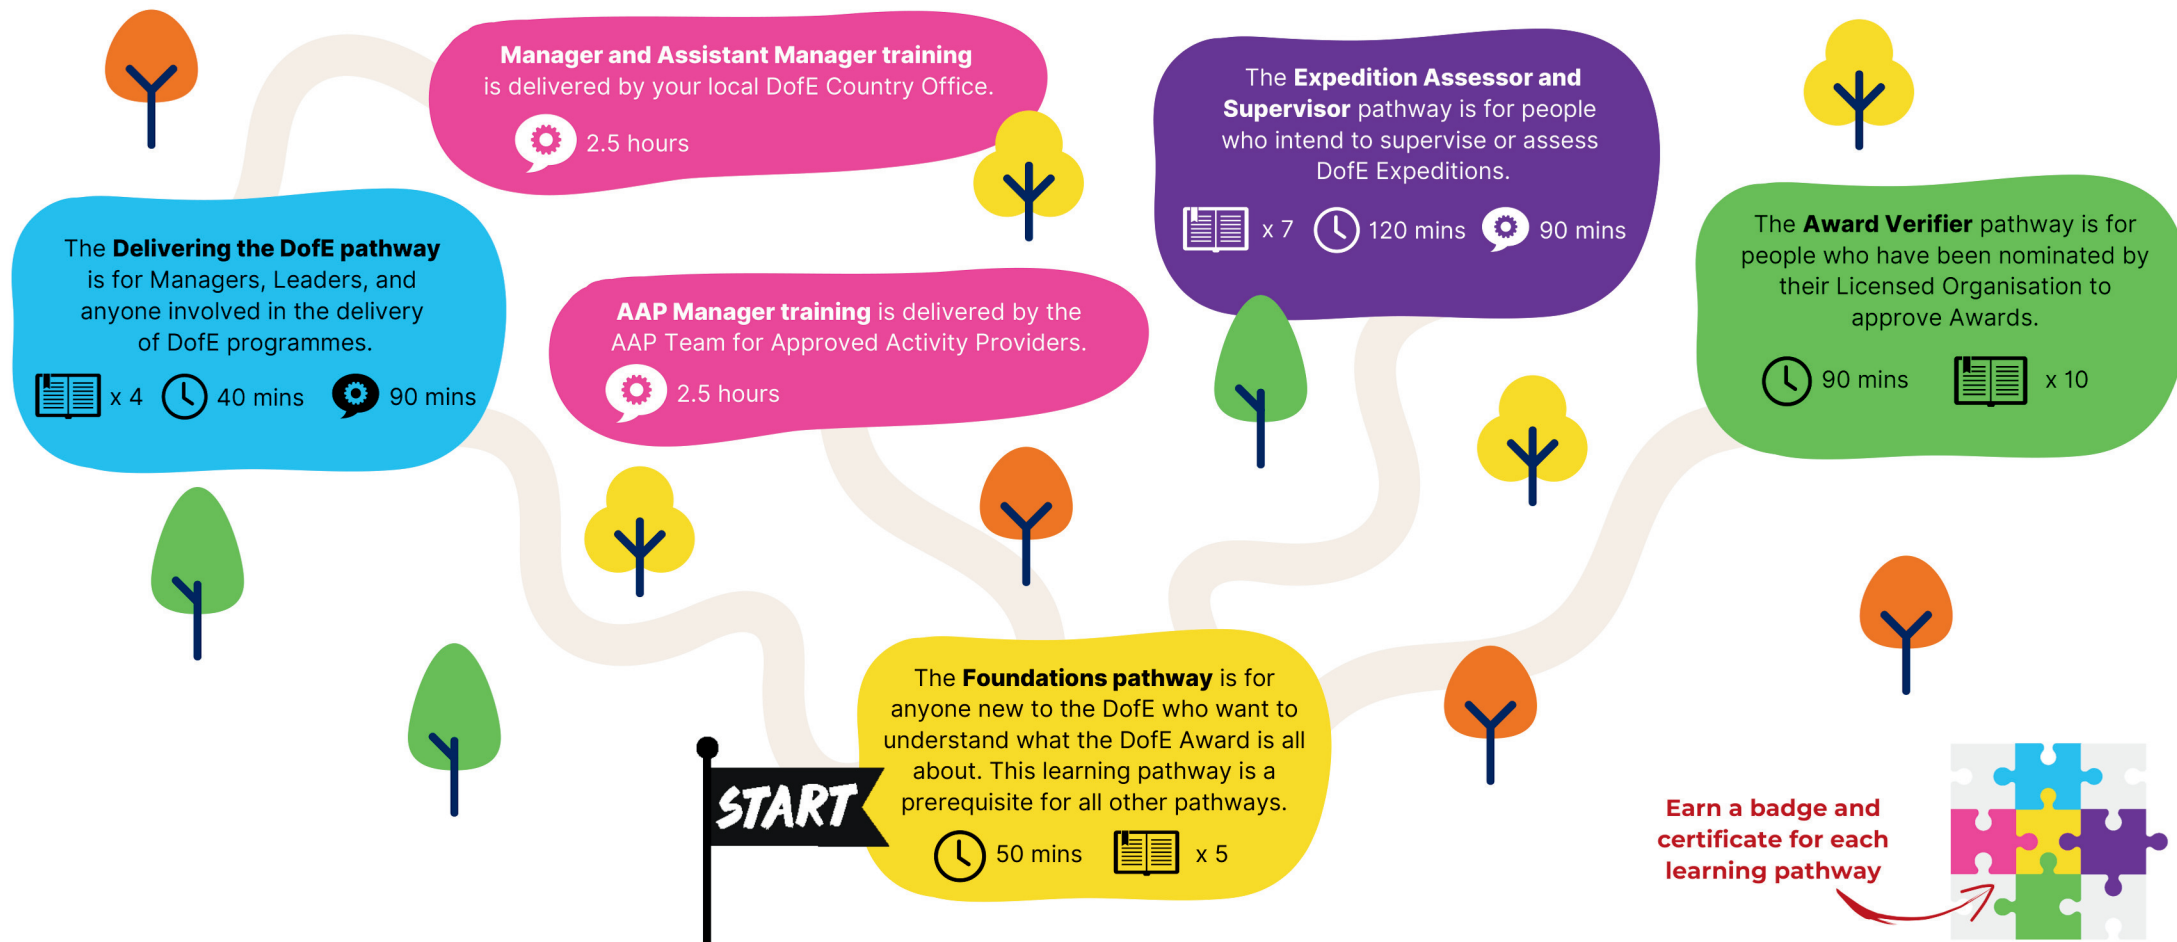 Manager and Assistant Manager training
is delivered by your local DofE Country Office.
2.5 hours
The Expedition Assessor and
Supervisor pathway is for people
who intend to supervise or assess
DofE Expeditions.
x 7 120 mins 90 mins
The Award Verifier pathway is for
people who have been nominated by
their Licensed Organisation to
approve Awards.
90 mins x 10
The Delivering the DofE pathway
is for Managers, Leaders, and
anyone involved in the delivery
of DofE programmes.
x 4 40 mins 90 mins
AAP Manager training is delivered by the
AAP Team for Approved Activity Providers.
2.5 hours
START
The Foundations pathway is for
anyone new to the DofE who want to
understand what the DofE Award is all
about. This learning pathway is a
prerequisite for all other pathways.
50 mins x 5
Earn a badge and
certificate for each
learning pathway